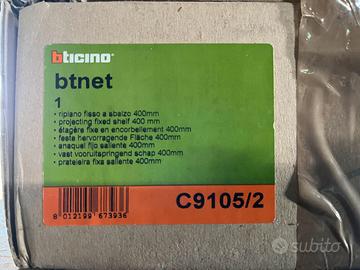 bticino
btnet
1
• ripiano fisso a sbalzo 400mm
• projecting fixed shelf 400 mm
• étagère fixe en encorbellement 400mm
• feste hervorragende Fläche 400mm
• anaquel fijo saliente 400mm
• vast vooruitspringend schap 400mm
• prateleira fixa saliente 400mm
C9105/2
8 012199 673936
subito